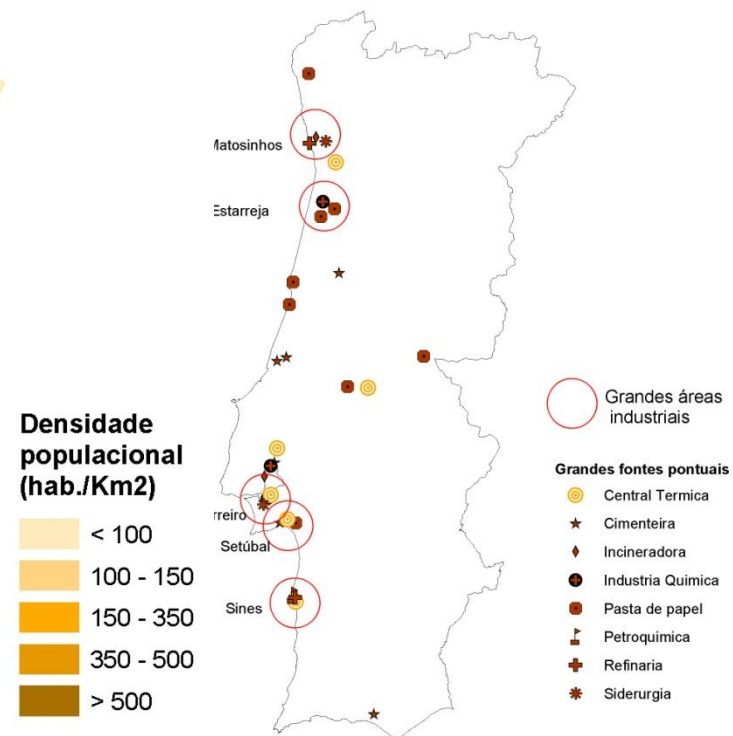 Matosinhos
Estarreja
rreiro
Setúbal
Sines
Densidade
populacional
(hab./Km2)
< 100
100 - 150
150 - 350
350 - 500
> 500
Grandes áreas
industriais
Grandes fontes pontuais
Central Termica
Cimenteira
Incineradora
Industria Quimica
Pasta de papel
Petroquimica
Refinaria
Siderurgia